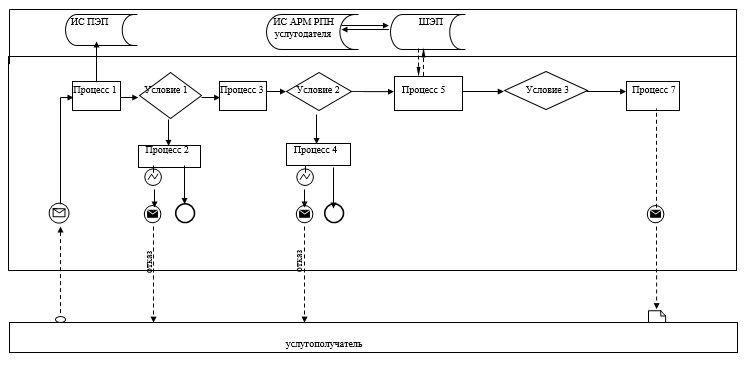 ИС ПЭП
ИС АРМ РПН
услугодателя
ШЭП
Процесс 1
Условие 1
Процесс 3
Условие 2
Процесс 5
Условие 3
Процесс 7
Процесс 2
Процесс 4
отказ
отказ
услугополучатель